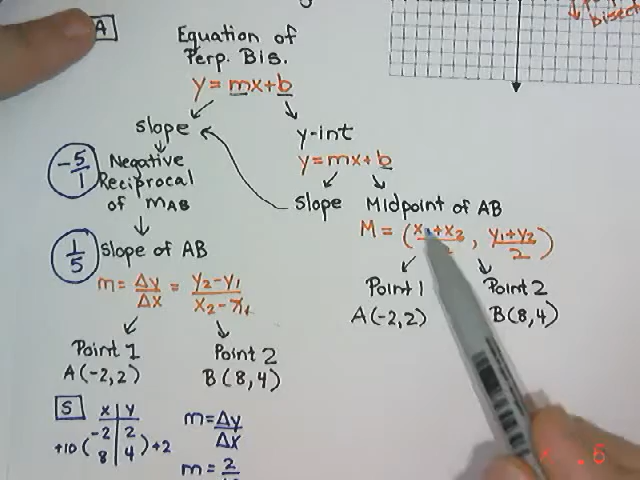 A
Equation of
Perp. Bis.
y = mx + b
bisect
slope
y-int
y = mx + b
-5/1
Negative
Reciprocal
of mAB
slope
Midpoint of AB
M = (x₁+x₂ , y₁+y₂/2)
1/5
Slope of AB
m = Δy/Δx = y₂-y₁/x₂-x₁
Point 1
A(-2,2)
Point 2
B(8,4)
Point 1
A(-2,2)
Point 2
B(8,4)
S
x y
-2 2
8 4
+10
+2
m = Δy/Δx
m = 2
.6